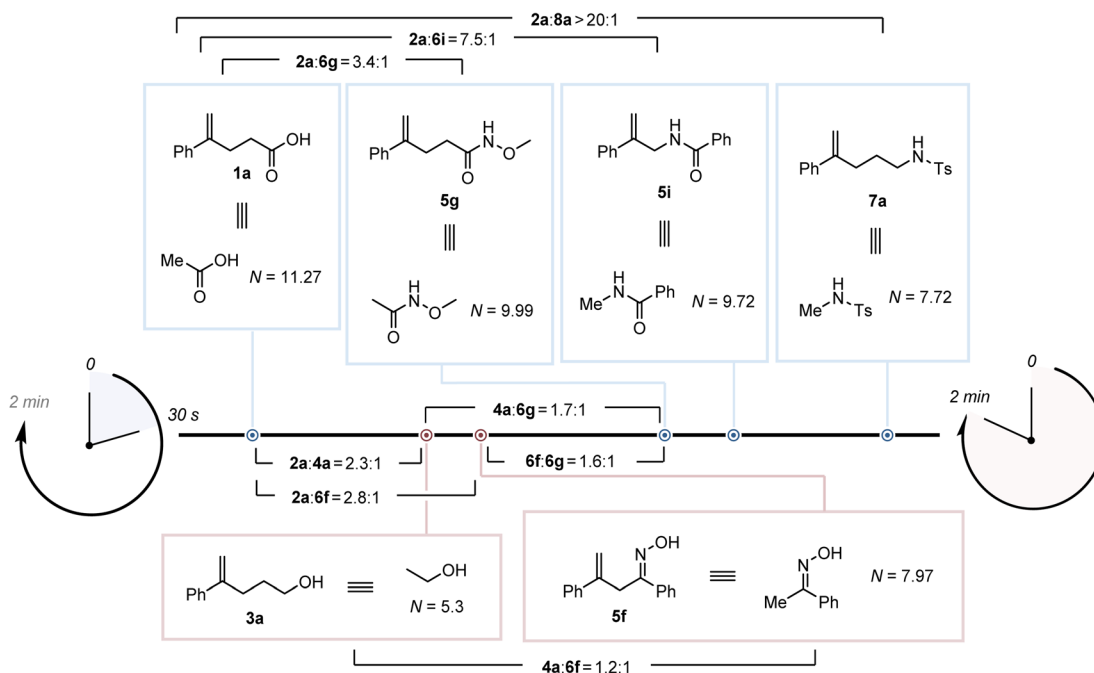 2a:8a > 20:1
2a:6i = 7.5:1
2a:6g = 3.4:1
Ph
OH
O
1a
Me
OH
O
N = 11.27
Ph
H
N
O
O
5g
H
N
O
O
N = 9.99
Ph
H
N
Ph
O
5i
H
N
Me
Ph
O
N = 9.72
Ph
H
N
Ts
7a
H
N
Me
Ts
N = 7.72
0
2 min
30 s
0
2 min
4a:6g = 1.7:1
2a:4a = 2.3:1
6f:6g = 1.6:1
2a:6f = 2.8:1
Ph
OH
3a
OH
N = 5.3
N
OH
Ph
Ph
5f
N
OH
Me
Ph
N = 7.97
4a:6f = 1.2:1